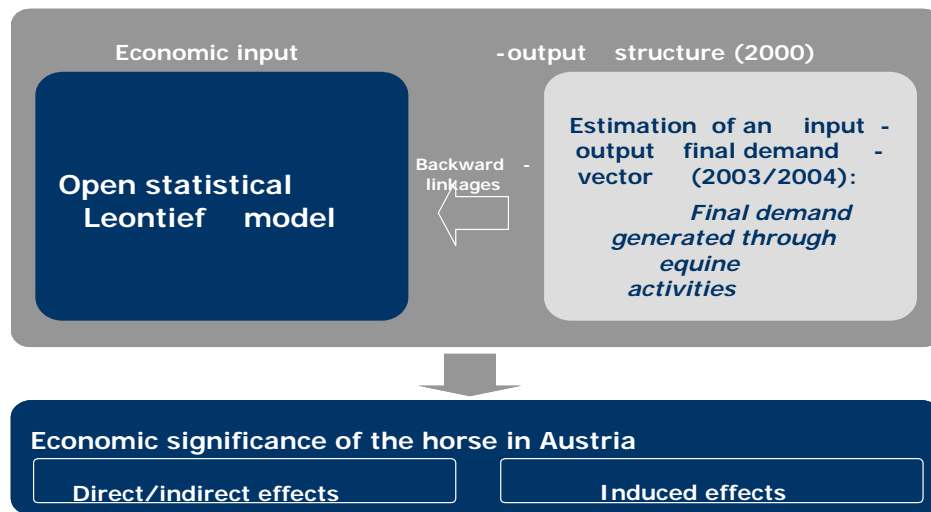 Economic input -output structure (2000)
Open statistical
Leontief model
Backward -
linkages
Estimation of an input -
output final demand -
vector (2003/2004):
Final demand
generated through
equine
activities
Economic significance of the horse in Austria
Direct/indirect effects
Induced effects